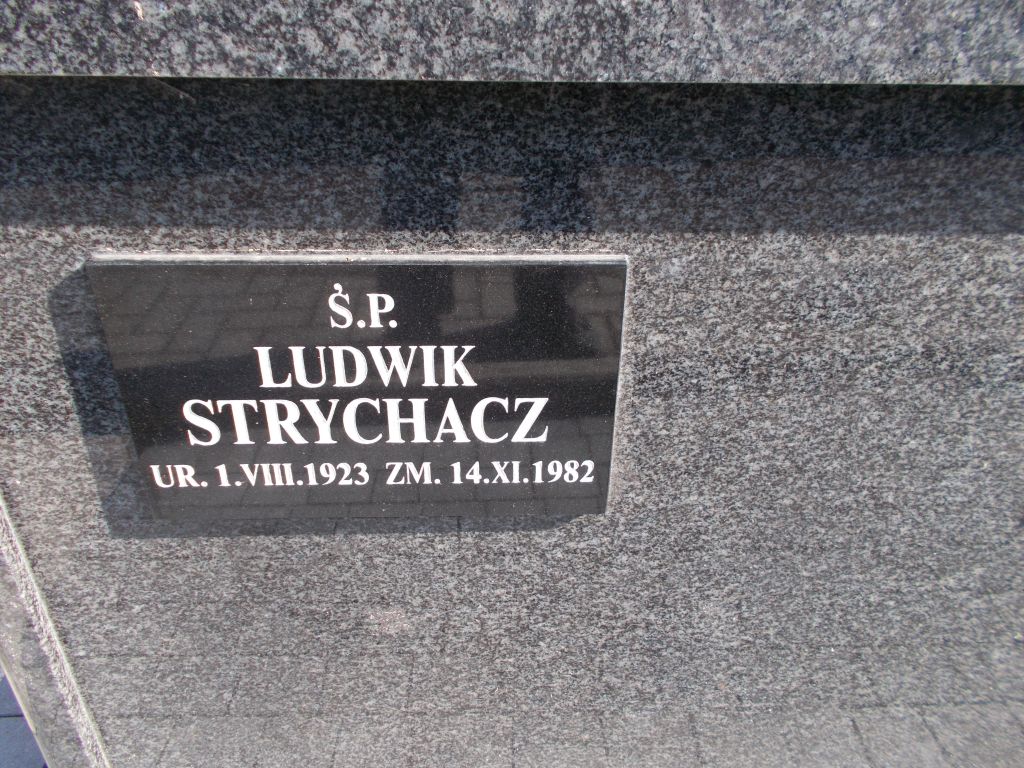 Ś.P.
LUDWIK
STRYCHACZ
UR. 1.VIII.1923 ZM. 14.XI.1982